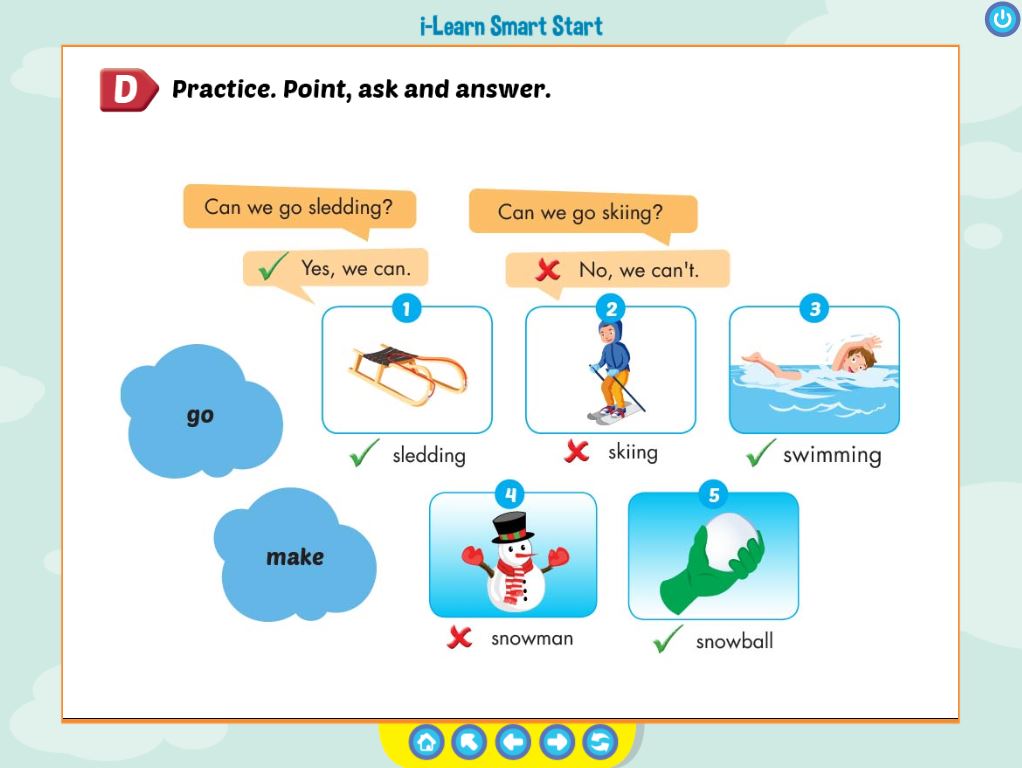 i-Learn Smart Start
D Practice. Point, ask and answer.
Can we go sledding?
Can we go skiing?
Yes, we can.
No, we can't.
1
2
3
go
sledding
skiing
swimming
4
5
make
snowman
snowball